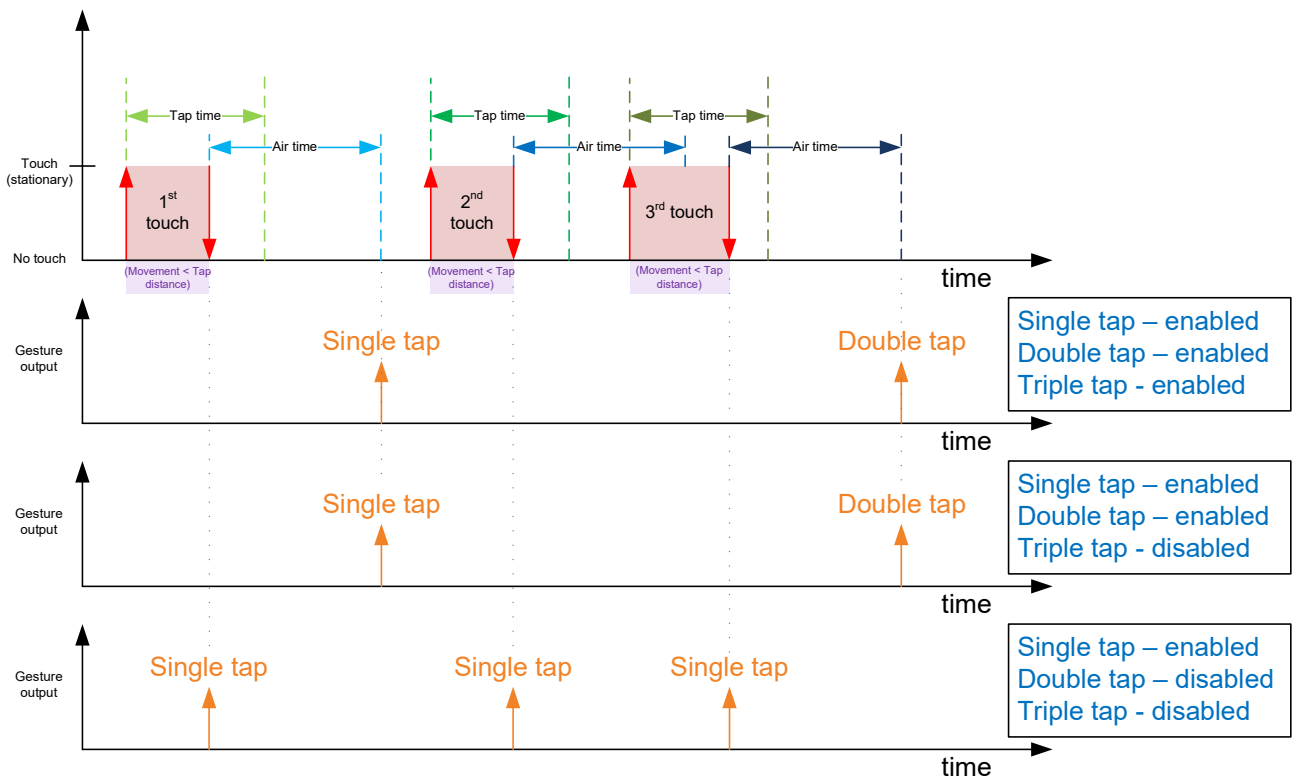 Tap time
Tap time
Tap time
Air time
Air time
Air time
Touch
(stationary)
1st
touch
2nd
touch
3rd touch
No touch
(Movement < Tap
distance)
(Movement < Tap
distance)
(Movement < Tap
distance)
time
Gesture
output
Single tap
Double tap
time
Single tap – enabled
Double tap – enabled
Triple tap - enabled
Gesture
output
Single tap
Double tap
time
Single tap – enabled
Double tap – enabled
Triple tap - disabled
Gesture
output
Single tap
Single tap
Single tap
time
Single tap – enabled
Double tap – disabled
Triple tap - disabled